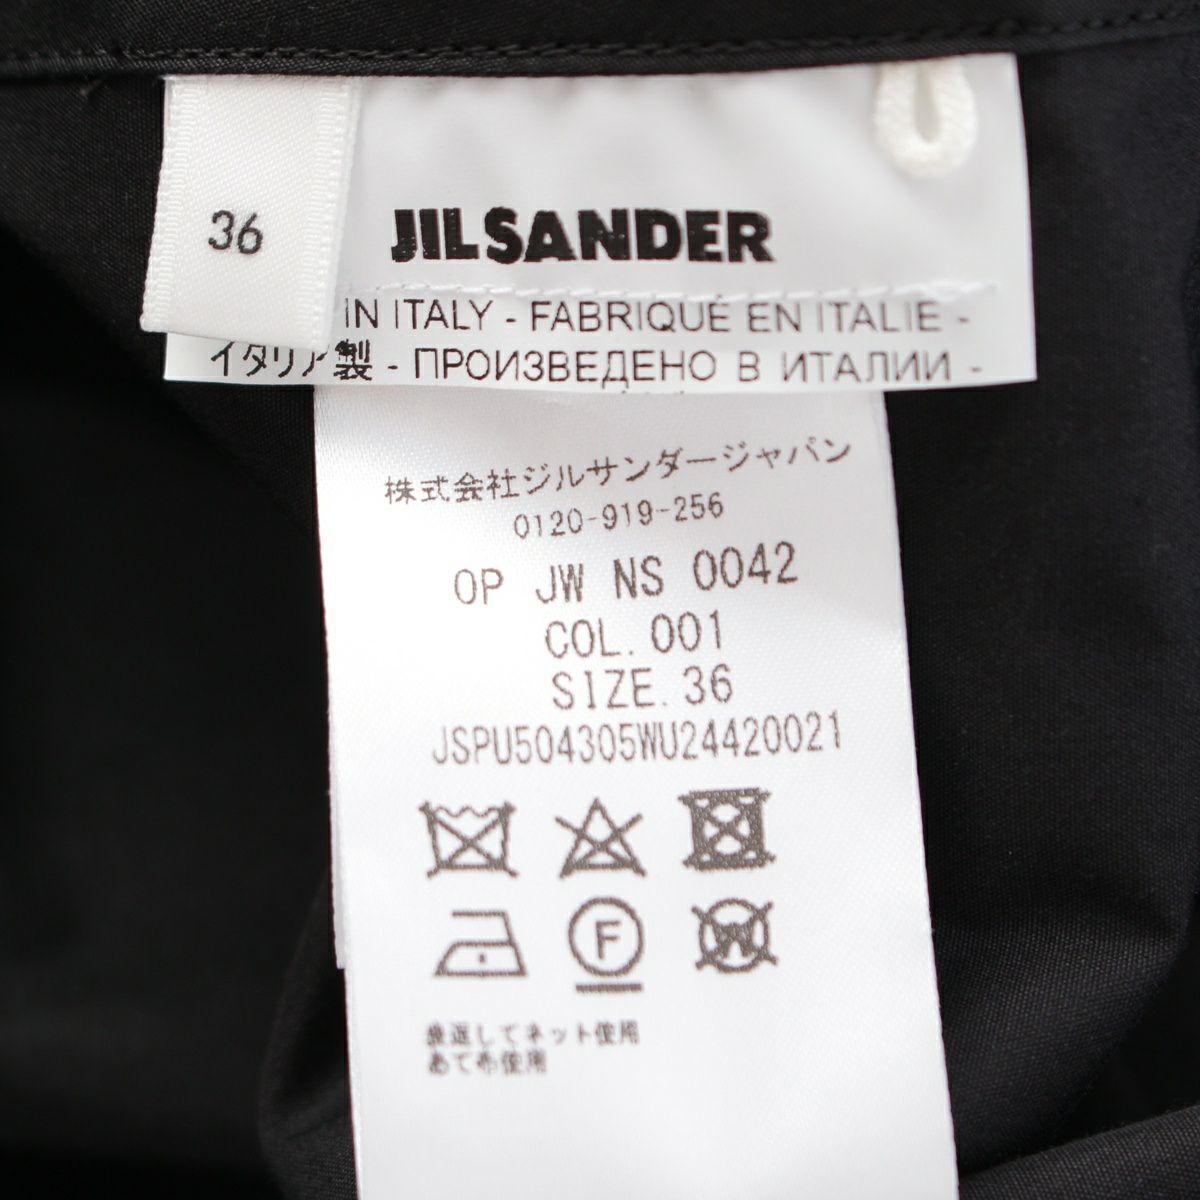 36
JIL SANDER
IN ITALY - FABRIQUÉ EN ITALIE -
イタリア製 - ПРОИЗВЕДЕНО В ИТАЛИИ -
株式会社ジルサンダージャパン
0120-919-256
OP JW NS 0042
COL. 001
SIZE. 36
JSPU504305WU24420021
F
W
裏返してネット使用
あて布使用